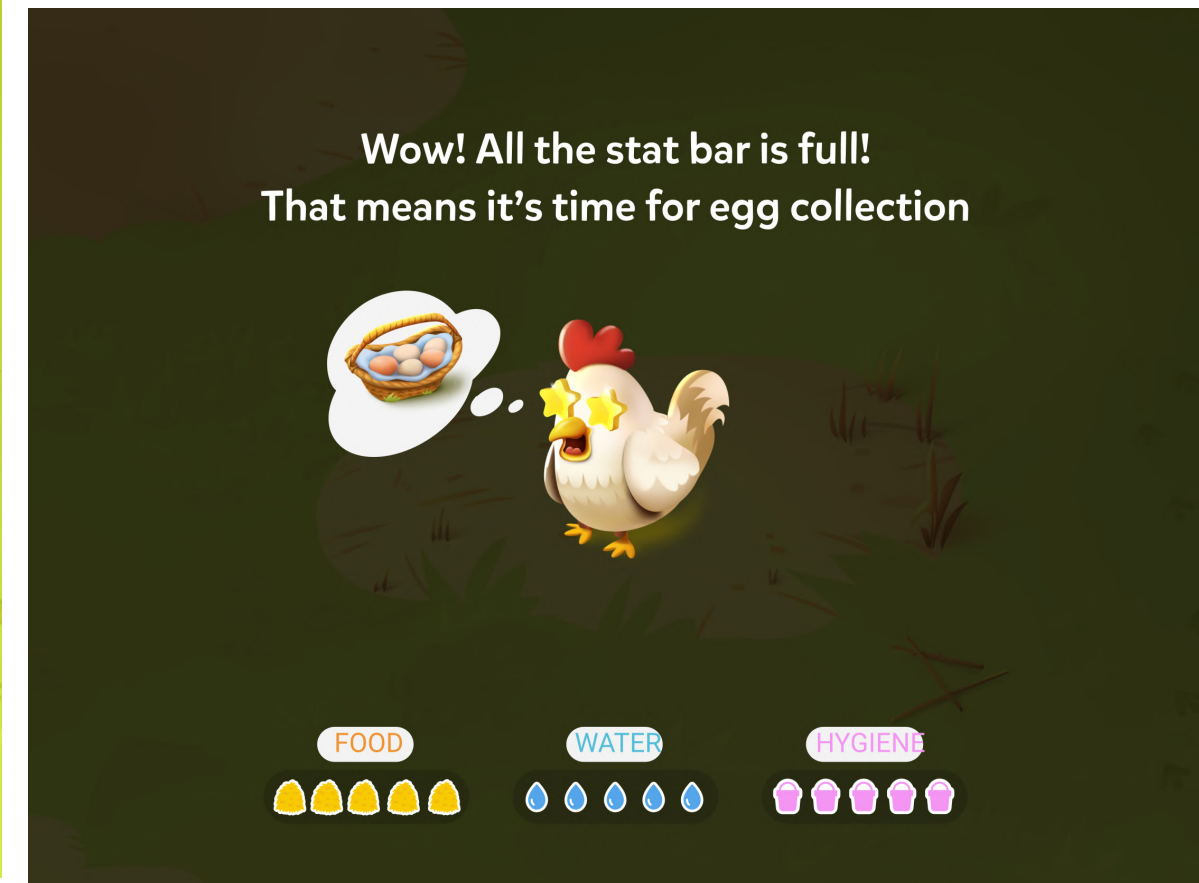 Wow! All the stat bar is full!
That means it’s time for egg collection
FOOD
WATER
HYGIENE